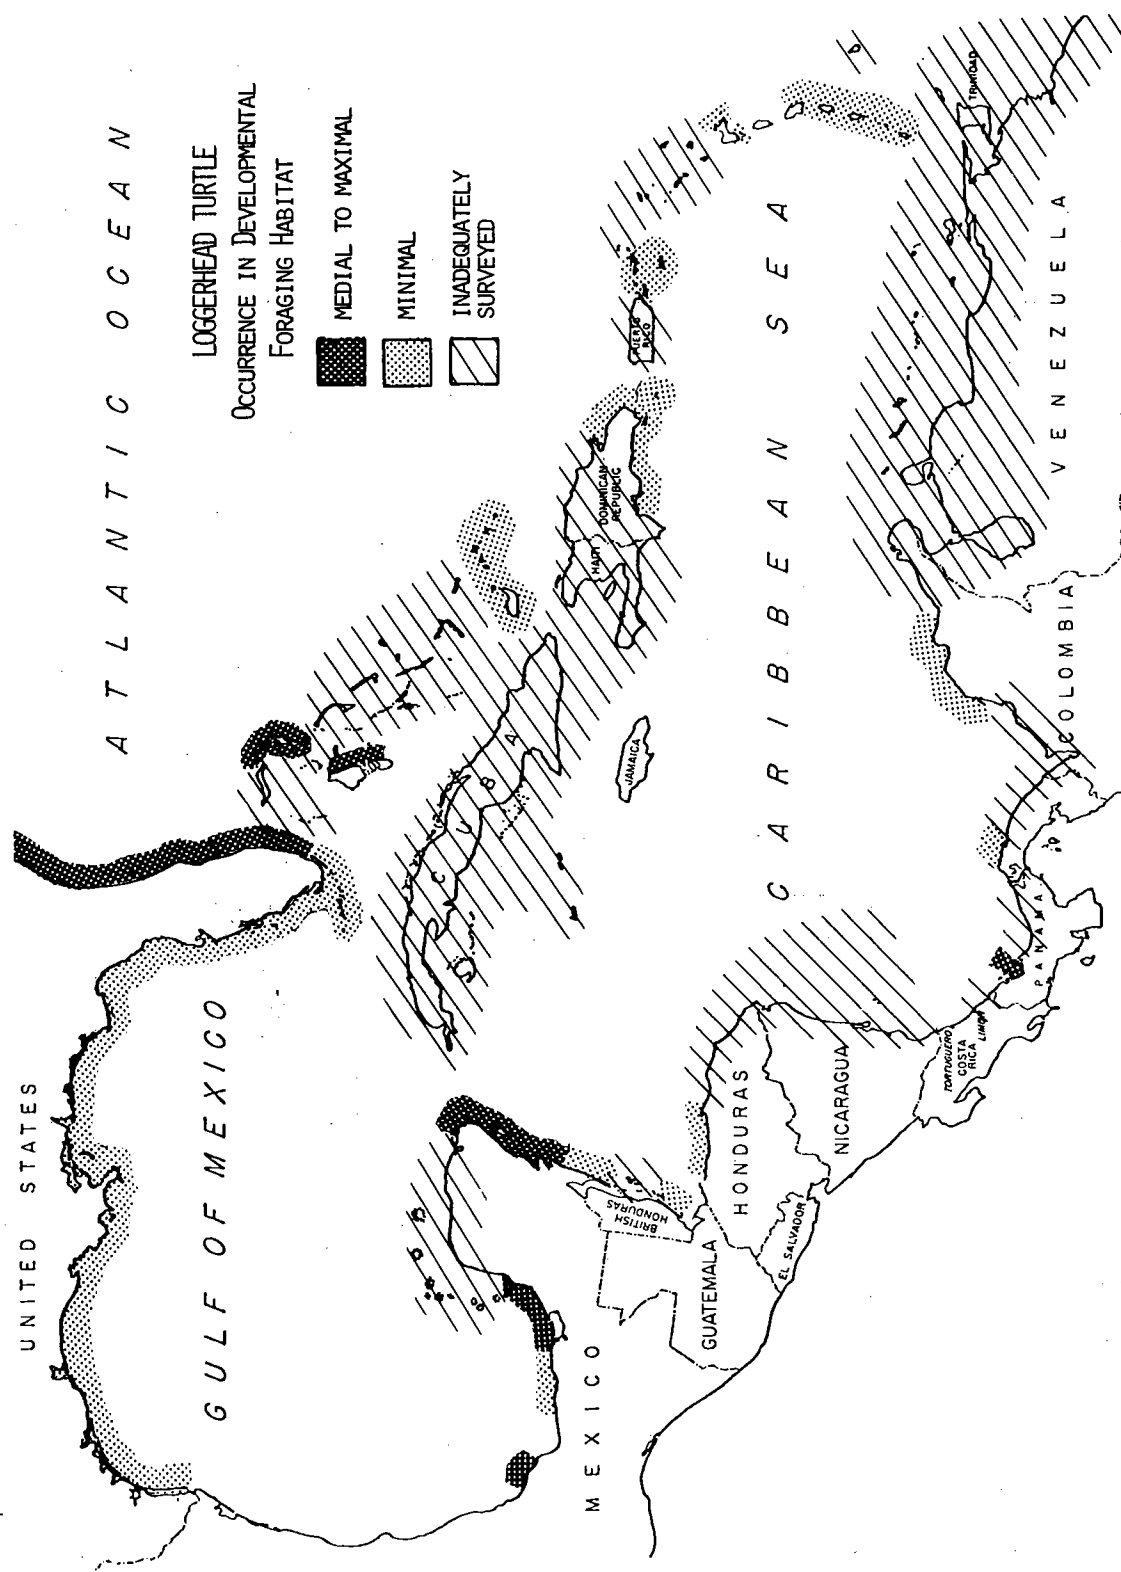 LOGGERHEAD TURTLE
OCCURRENCE IN DEVELOPMENTAL
FORAGING HABITAT
MEDIAL TO MAXIMAL
MINIMAL
INADEQUATELY
SURVEYED
ATLANTIC OCEAN
UNITED STATES
GULF OF MEXICO
MEXICO
CUBA
JAMAICA
HAITI
DOMINICAN
REPUBLIC
PUERTO
RICO
CARIBBEAN SEA
BRITISH
HONDURAS
GUATEMALA
HONDURAS
EL SALVADOR
NICARAGUA
TORTUGUERO
COSTA
RICA
LIMON
PANAMA
COLOMBIA
VENEZUELA
TRINIDAD